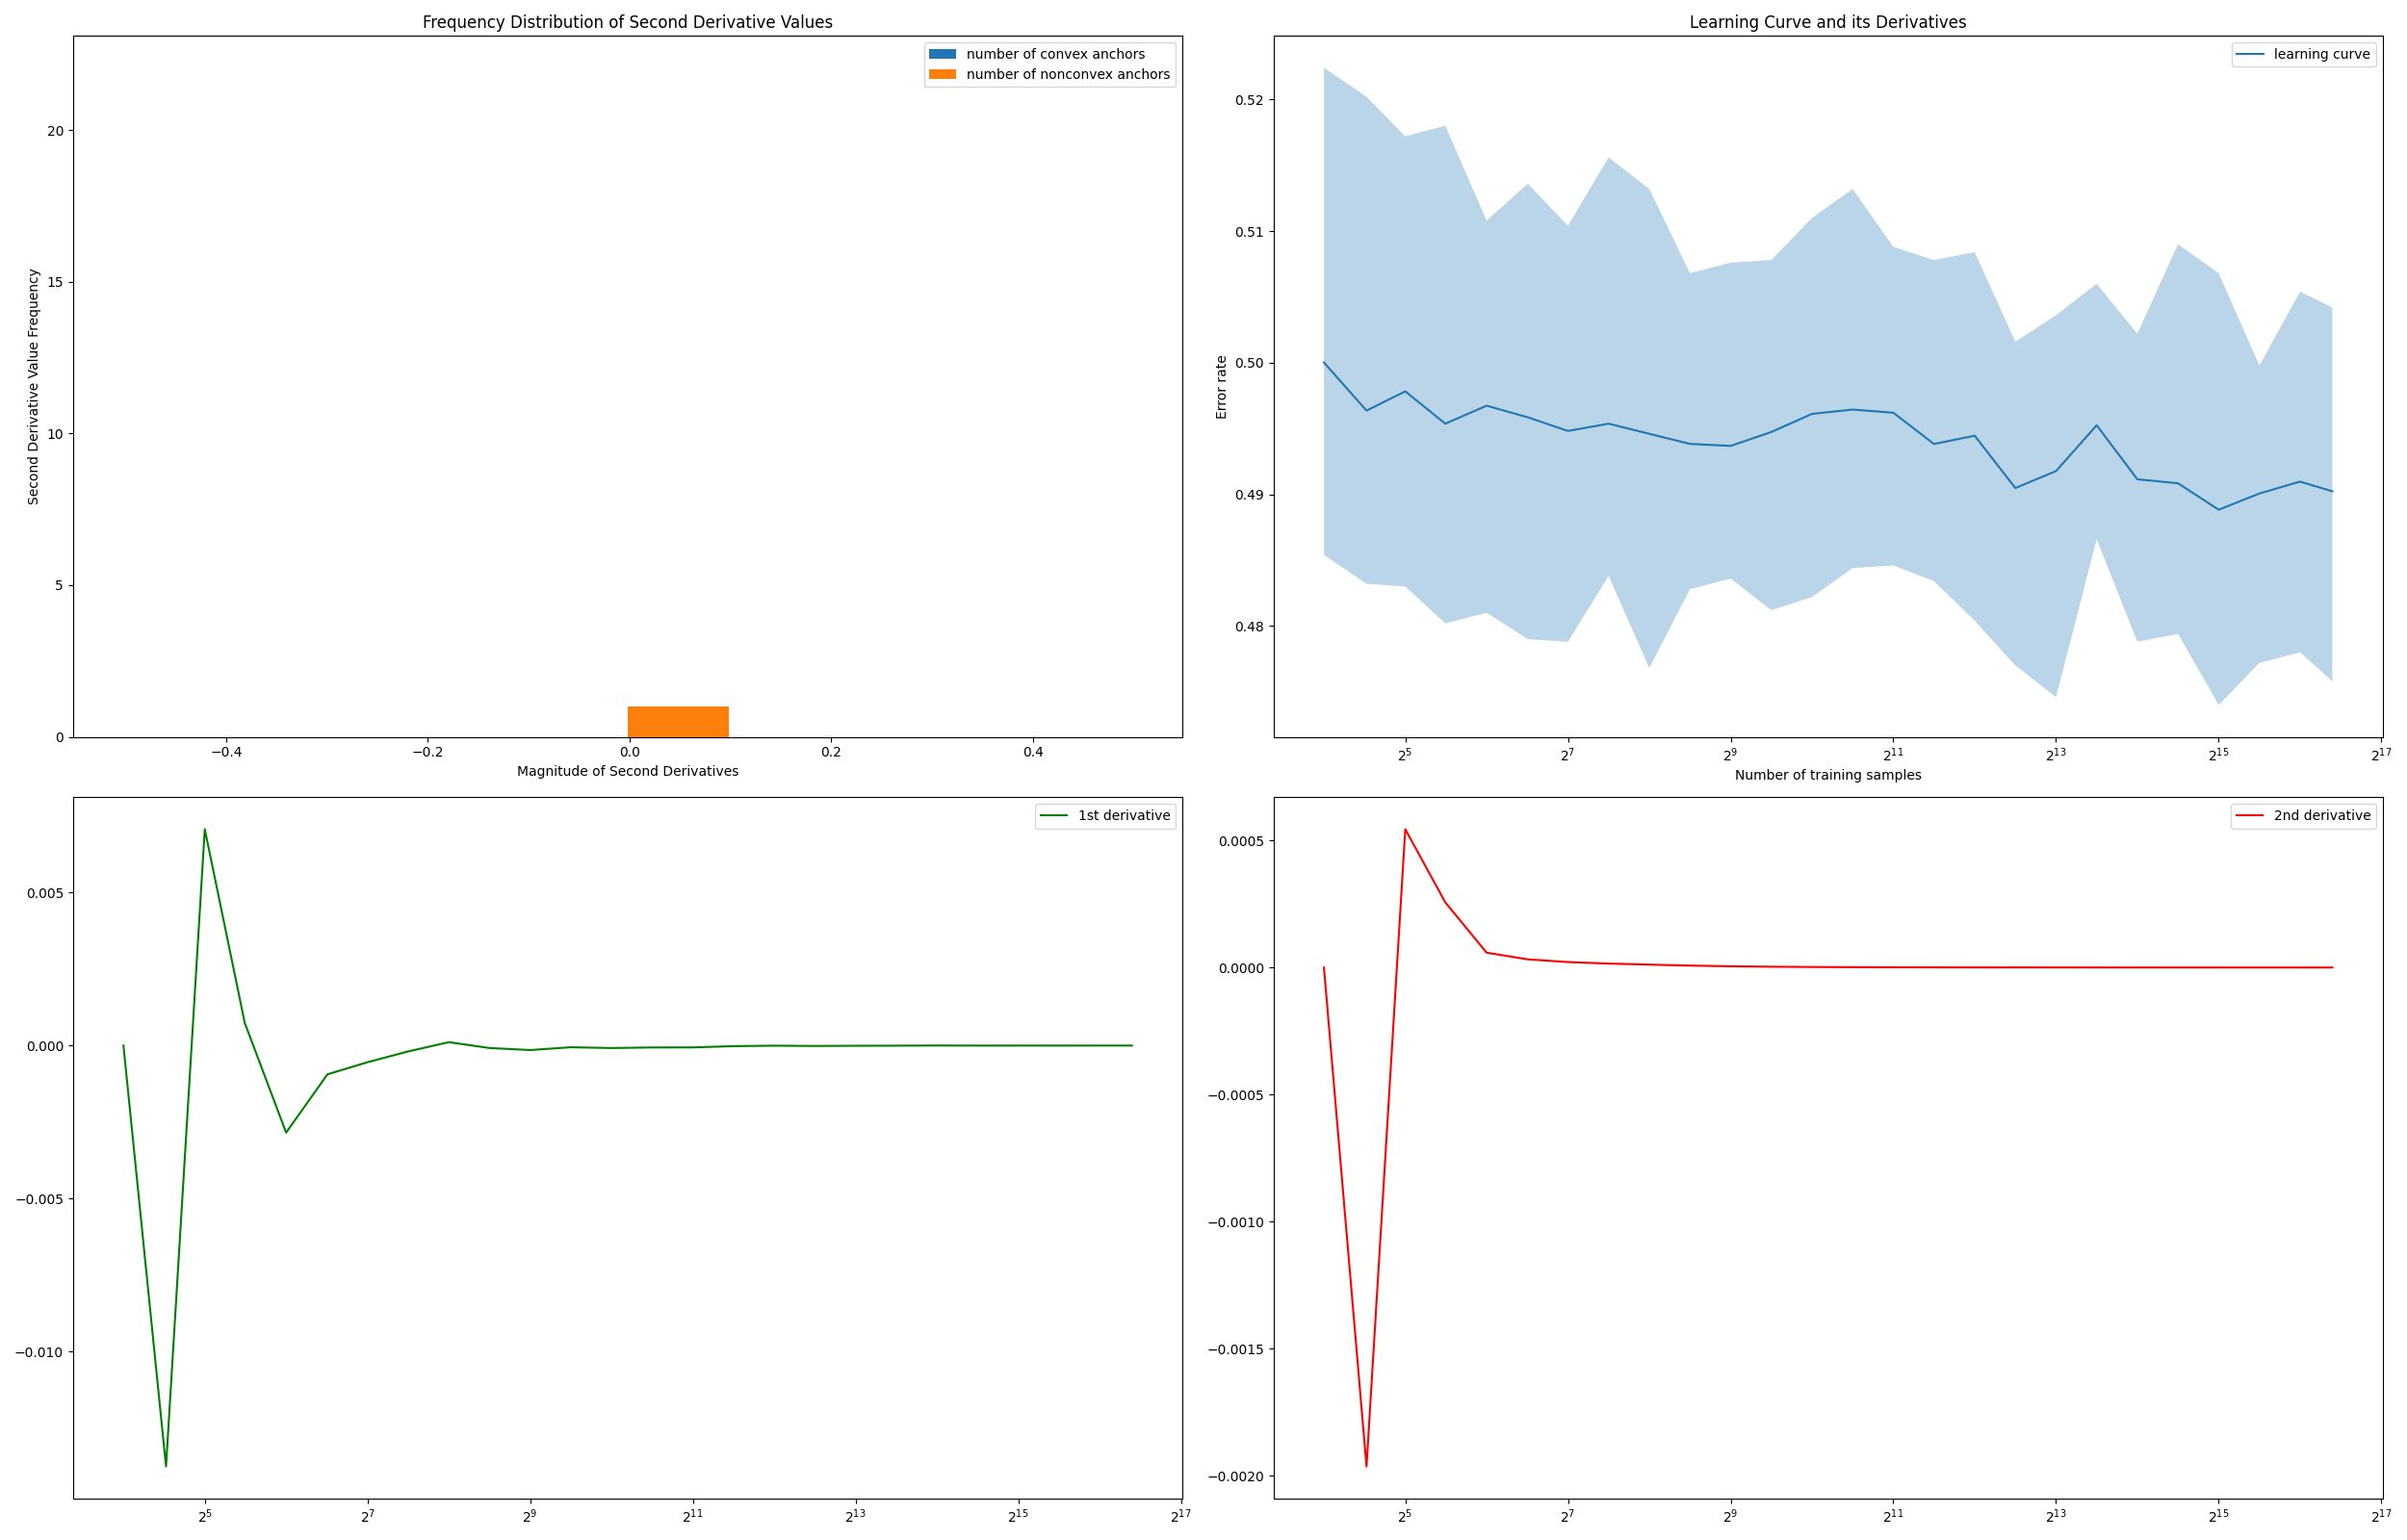 Frequency Distribution of Second Derivative Values
number of convex anchors
number of nonconvex anchors
Second Derivative Value Frequency
20
15
10
5
0
−0.4 −0.2 0.0 0.2 0.4
Magnitude of Second Derivatives
Learning Curve and its Derivatives
learning curve
Error rate
0.52
0.51
0.50
0.49
0.48
2^5 2^7 2^9 2^11 2^13 2^15 2^17
Number of training samples
1st derivative
0.005
0.000
−0.005
−0.010
2^5 2^7 2^9 2^11 2^13 2^15 2^17
2nd derivative
0.0005
0.0000
−0.0005
−0.0010
−0.0015
−0.0020
2^5 2^7 2^9 2^11 2^13 2^15 2^17